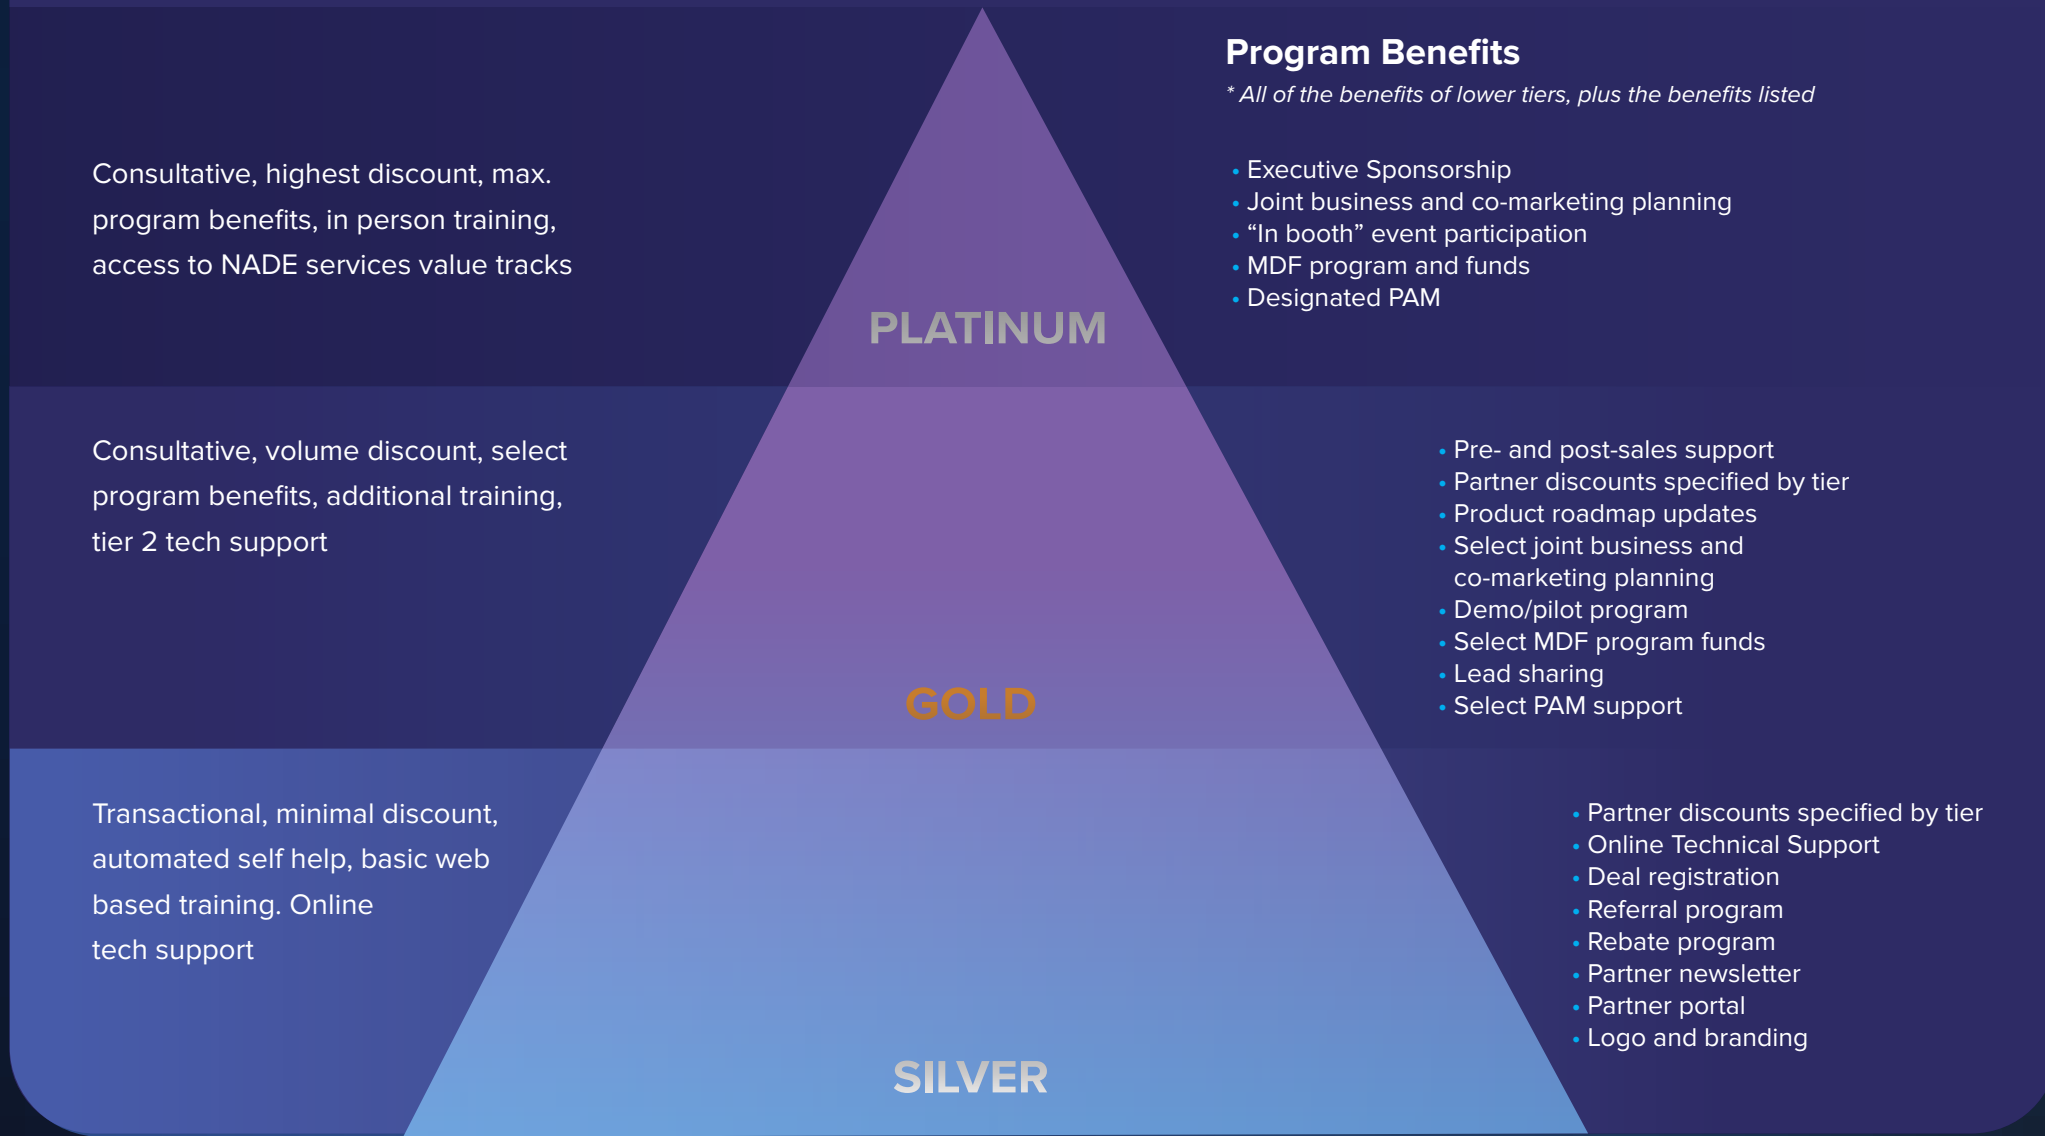 Program Benefits
* All of the benefits of lower tiers, plus the benefits listed
Consultative, highest discount, max.
program benefits, in person training,
access to NADE services value tracks
PLATINUM
• Executive Sponsorship
• Joint business and co-marketing planning
• “In booth” event participation
• MDF program and funds
• Designated PAM
Consultative, volume discount, select
program benefits, additional training,
tier 2 tech support
GOLD
• Pre- and post-sales support
• Partner discounts specified by tier
• Product roadmap updates
• Select joint business and
co-marketing planning
• Demo/pilot program
• Select MDF program funds
• Lead sharing
• Select PAM support
Transactional, minimal discount,
automated self help, basic web
based training. Online
tech support
SILVER
• Partner discounts specified by tier
• Online Technical Support
• Deal registration
• Referral program
• Rebate program
• Partner newsletter
• Partner portal
• Logo and branding